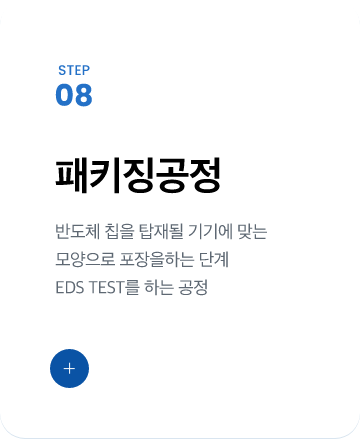 STEP
08
패키징공정
반도체 칩을 탑재될 기기에 맞는
모양으로 포장을하는 단계
EDS TEST를 하는 공정
+